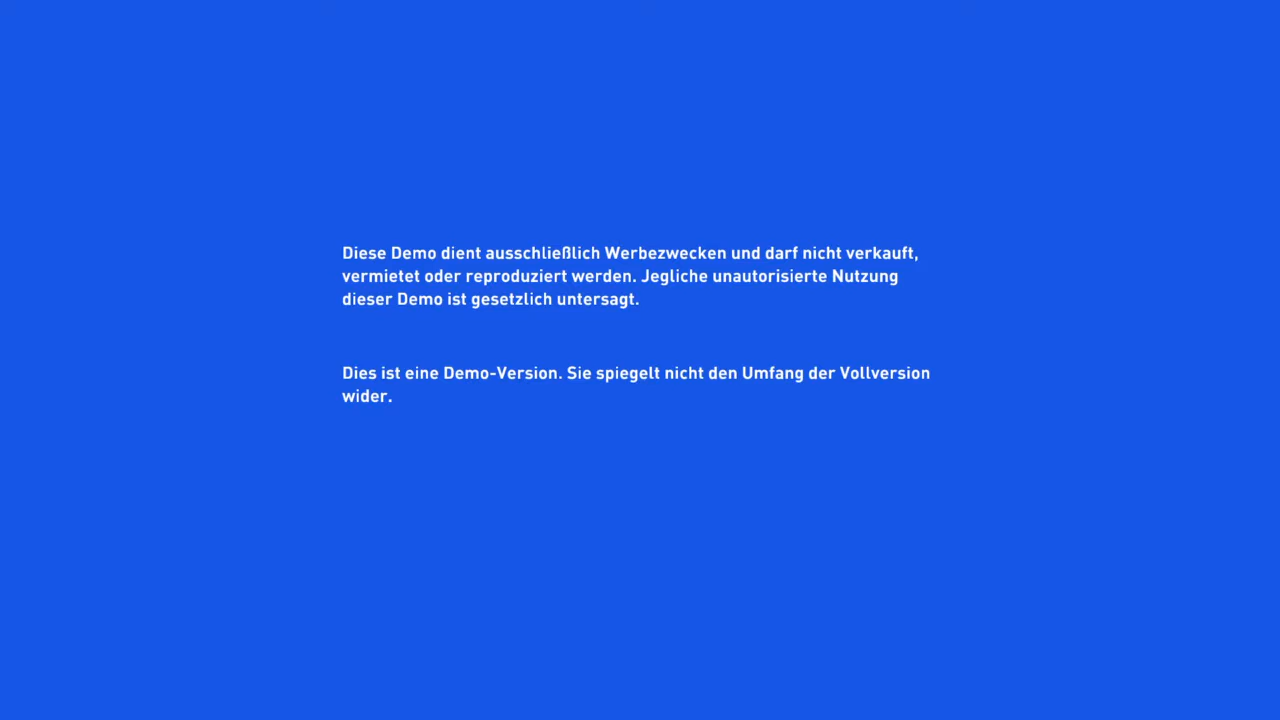 Diese Demo dient ausschließlich Werbezwecken und darf nicht verkauft,
vermietet oder reproduziert werden. Jegliche unautorisierte Nutzung
dieser Demo ist gesetzlich untersagt.
Dies ist eine Demo-Version. Sie spiegelt nicht den Umfang der Vollversion
wider.